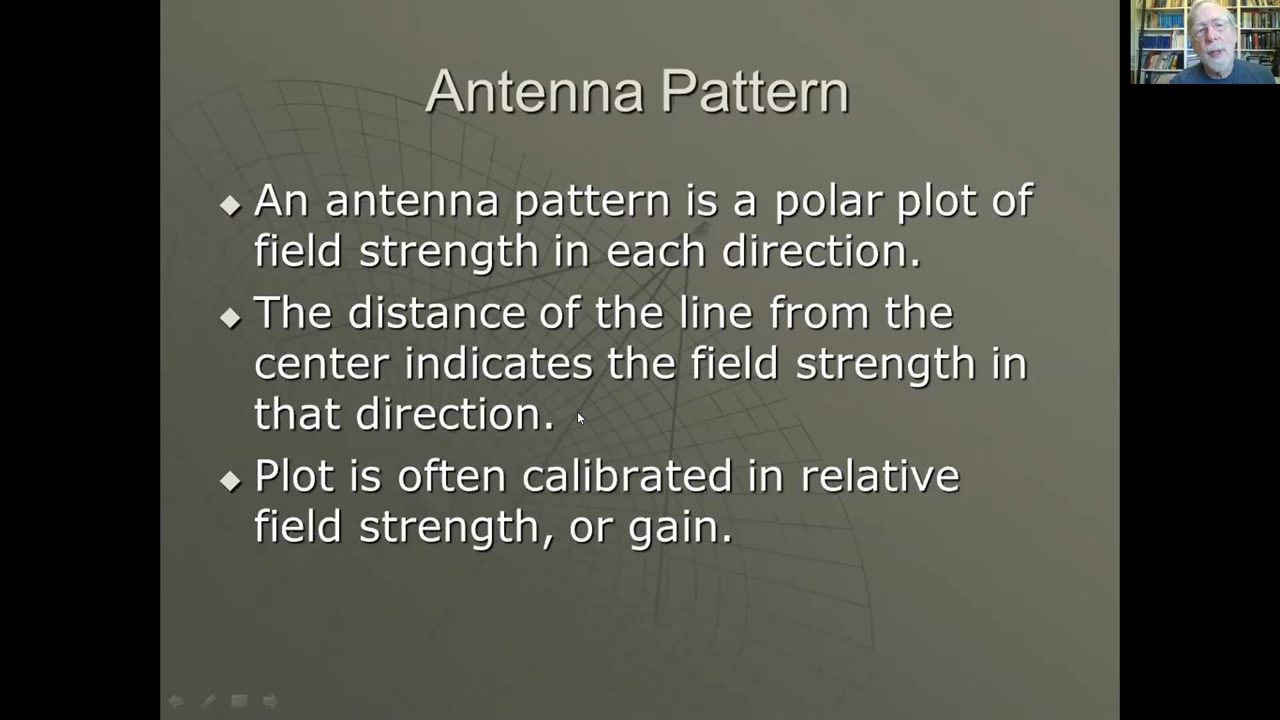 Antenna Pattern
An antenna pattern is a polar plot of
field strength in each direction.
The distance of the line from the
center indicates the field strength in
that direction.
Plot is often calibrated in relative
field strength, or gain.